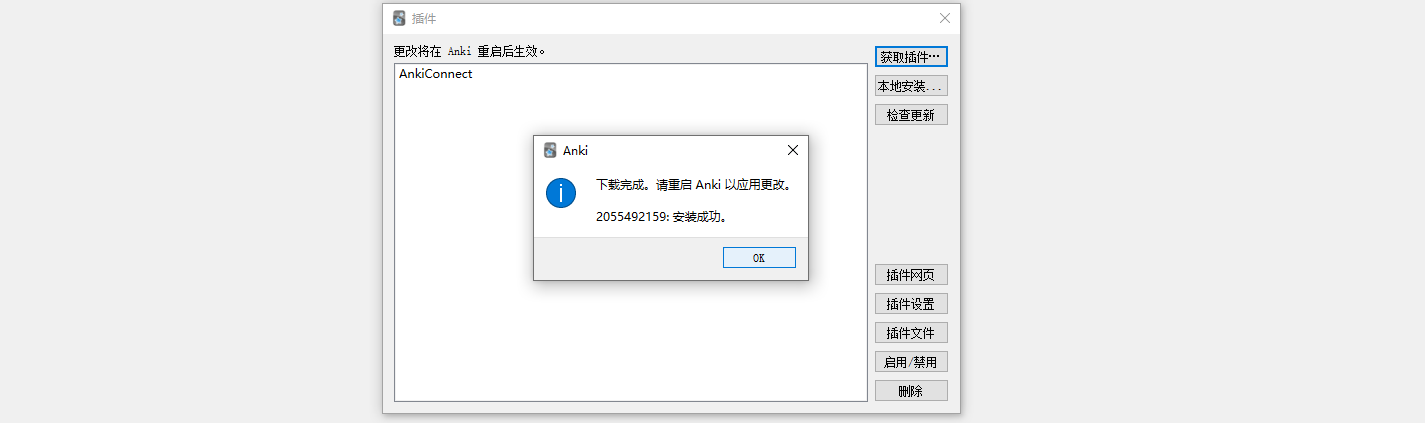 插件
更改将在 Anki 重启后生效。
获取插件…
AnkiConnect
本地安装...
检查更新
Anki
下载完成。请重启 Anki 以应用更改。
2055492159: 安装成功。
OK
插件网页
插件设置
插件文件
启用/禁用
删除